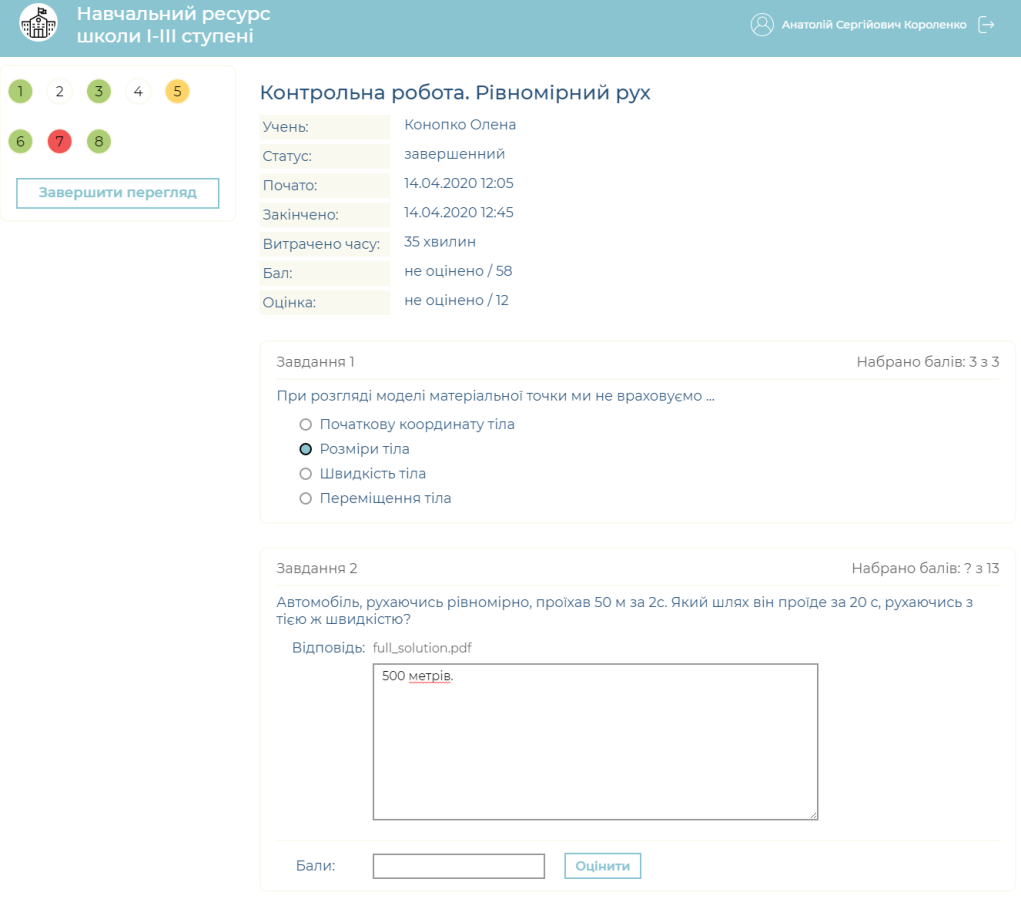 Навчальний ресурс
школи І-ІІІ ступені
Анатолій Сергійович Короленко
1 2 3 4 5
6 7 8
Завершити перегляд
Контрольна робота. Рівномірний рух
Учень: Конопко Олена
Статус: завершенний
Почато: 14.04.2020 12:05
Закінчено: 14.04.2020 12:45
Витрачено часу: 35 хвилин
Бал: не оцінено / 58
Оцінка: не оцінено / 12
Завдання 1 Набрано балів: 3 з 3
При розгляді моделі матеріальної точки ми не враховуємо ...
Початкову координату тіла
Розміри тіла
Швидкість тіла
Переміщення тіла
Завдання 2 Набрано балів: ? з 13
Автомобіль, рухаючись рівномірно, проїхав 50 м за 2с. Який шлях він проїде за 20 с, рухаючись з
тією ж швидкістю?
Відповідь: full_solution.pdf
500 метрів.
Бали: Оцінити